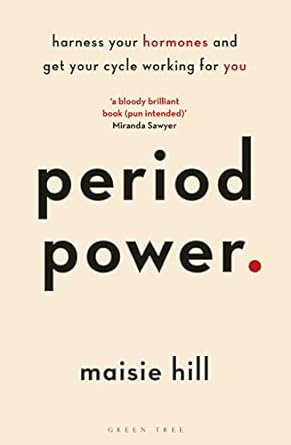 harness your hormones and
get your cycle working for you
'a bloody brilliant
book (pun intended)'
Miranda Sawyer
period
power.
maisie hill
GREEN TREE